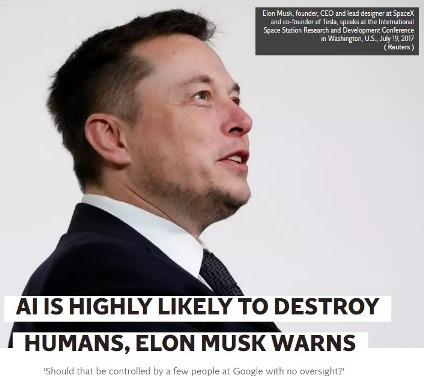 Elon Musk, founder, CEO and lead designer at SpaceX
and co-founder of Tesla, speaks at the International
Space Station Research and Development Conference
in Washington, U.S., July 19, 2017
( Reuters )
AI IS HIGHLY LIKELY TO DESTROY
HUMANS, ELON MUSK WARNS
'Should that be controlled by a few people at Google with no oversight?'